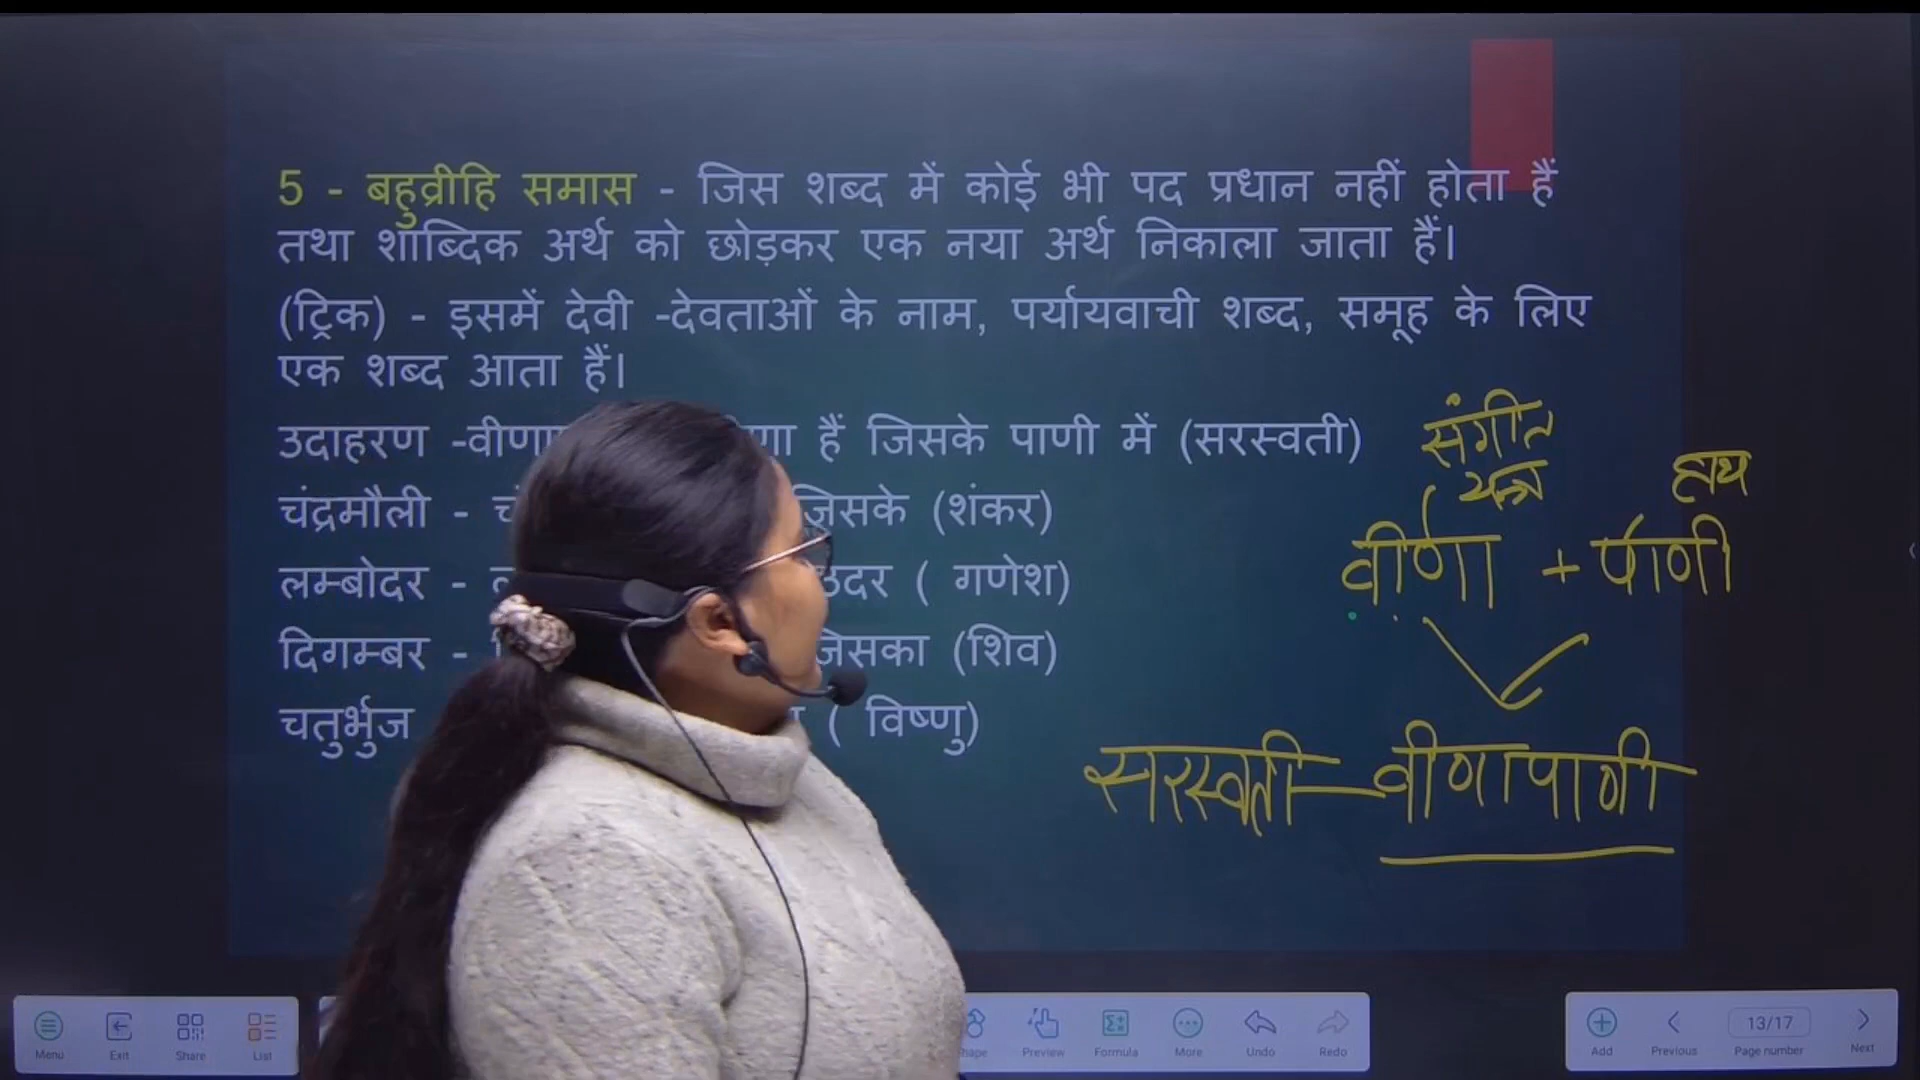 5 - बहुव्रीहि समास - जिस शब्द में कोई भी पद प्रधान नहीं होता हैं
तथा शाब्दिक अर्थ को छोड़कर एक नया अर्थ निकाला जाता हैं।
(ट्रिक) - इसमें देवी -देवताओं के नाम, पर्यायवाची शब्द, समूह के लिए
एक शब्द आता हैं।
उदाहरण -वीणा हैं जिसके पाणी में (सरस्वती)
चंद्रमौली - जिसके (शंकर)
लम्बोदर - उदर ( गणेश)
दिगम्बर - जिसका (शिव)
चतुर्भुज ( विष्णु)
संगीत
यन्त्र
हाथ
वीणा + पाणी
सरस्वती - वीणापाणी
Menu Exit Share List Preview Formula More Undo Redo Add Previous 13/17 Page number Next